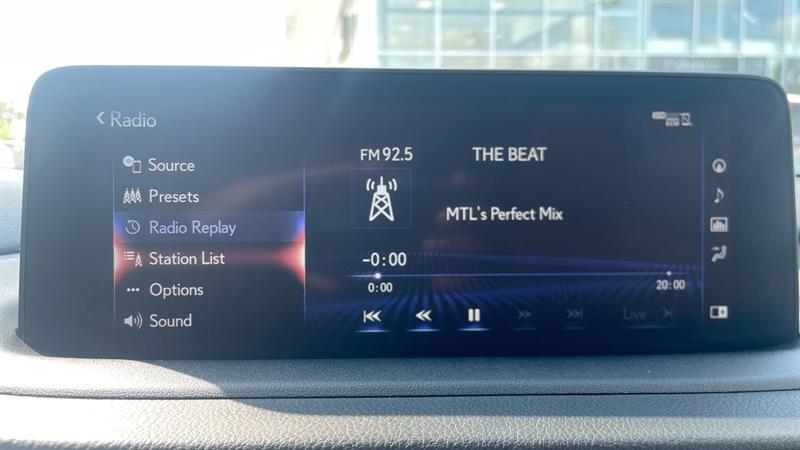 Radio
Source
Presets
Radio Replay
Station List
Options
Sound
FM 92.5
THE BEAT
MTL's Perfect Mix
-0:00
0:00
20:00
Live